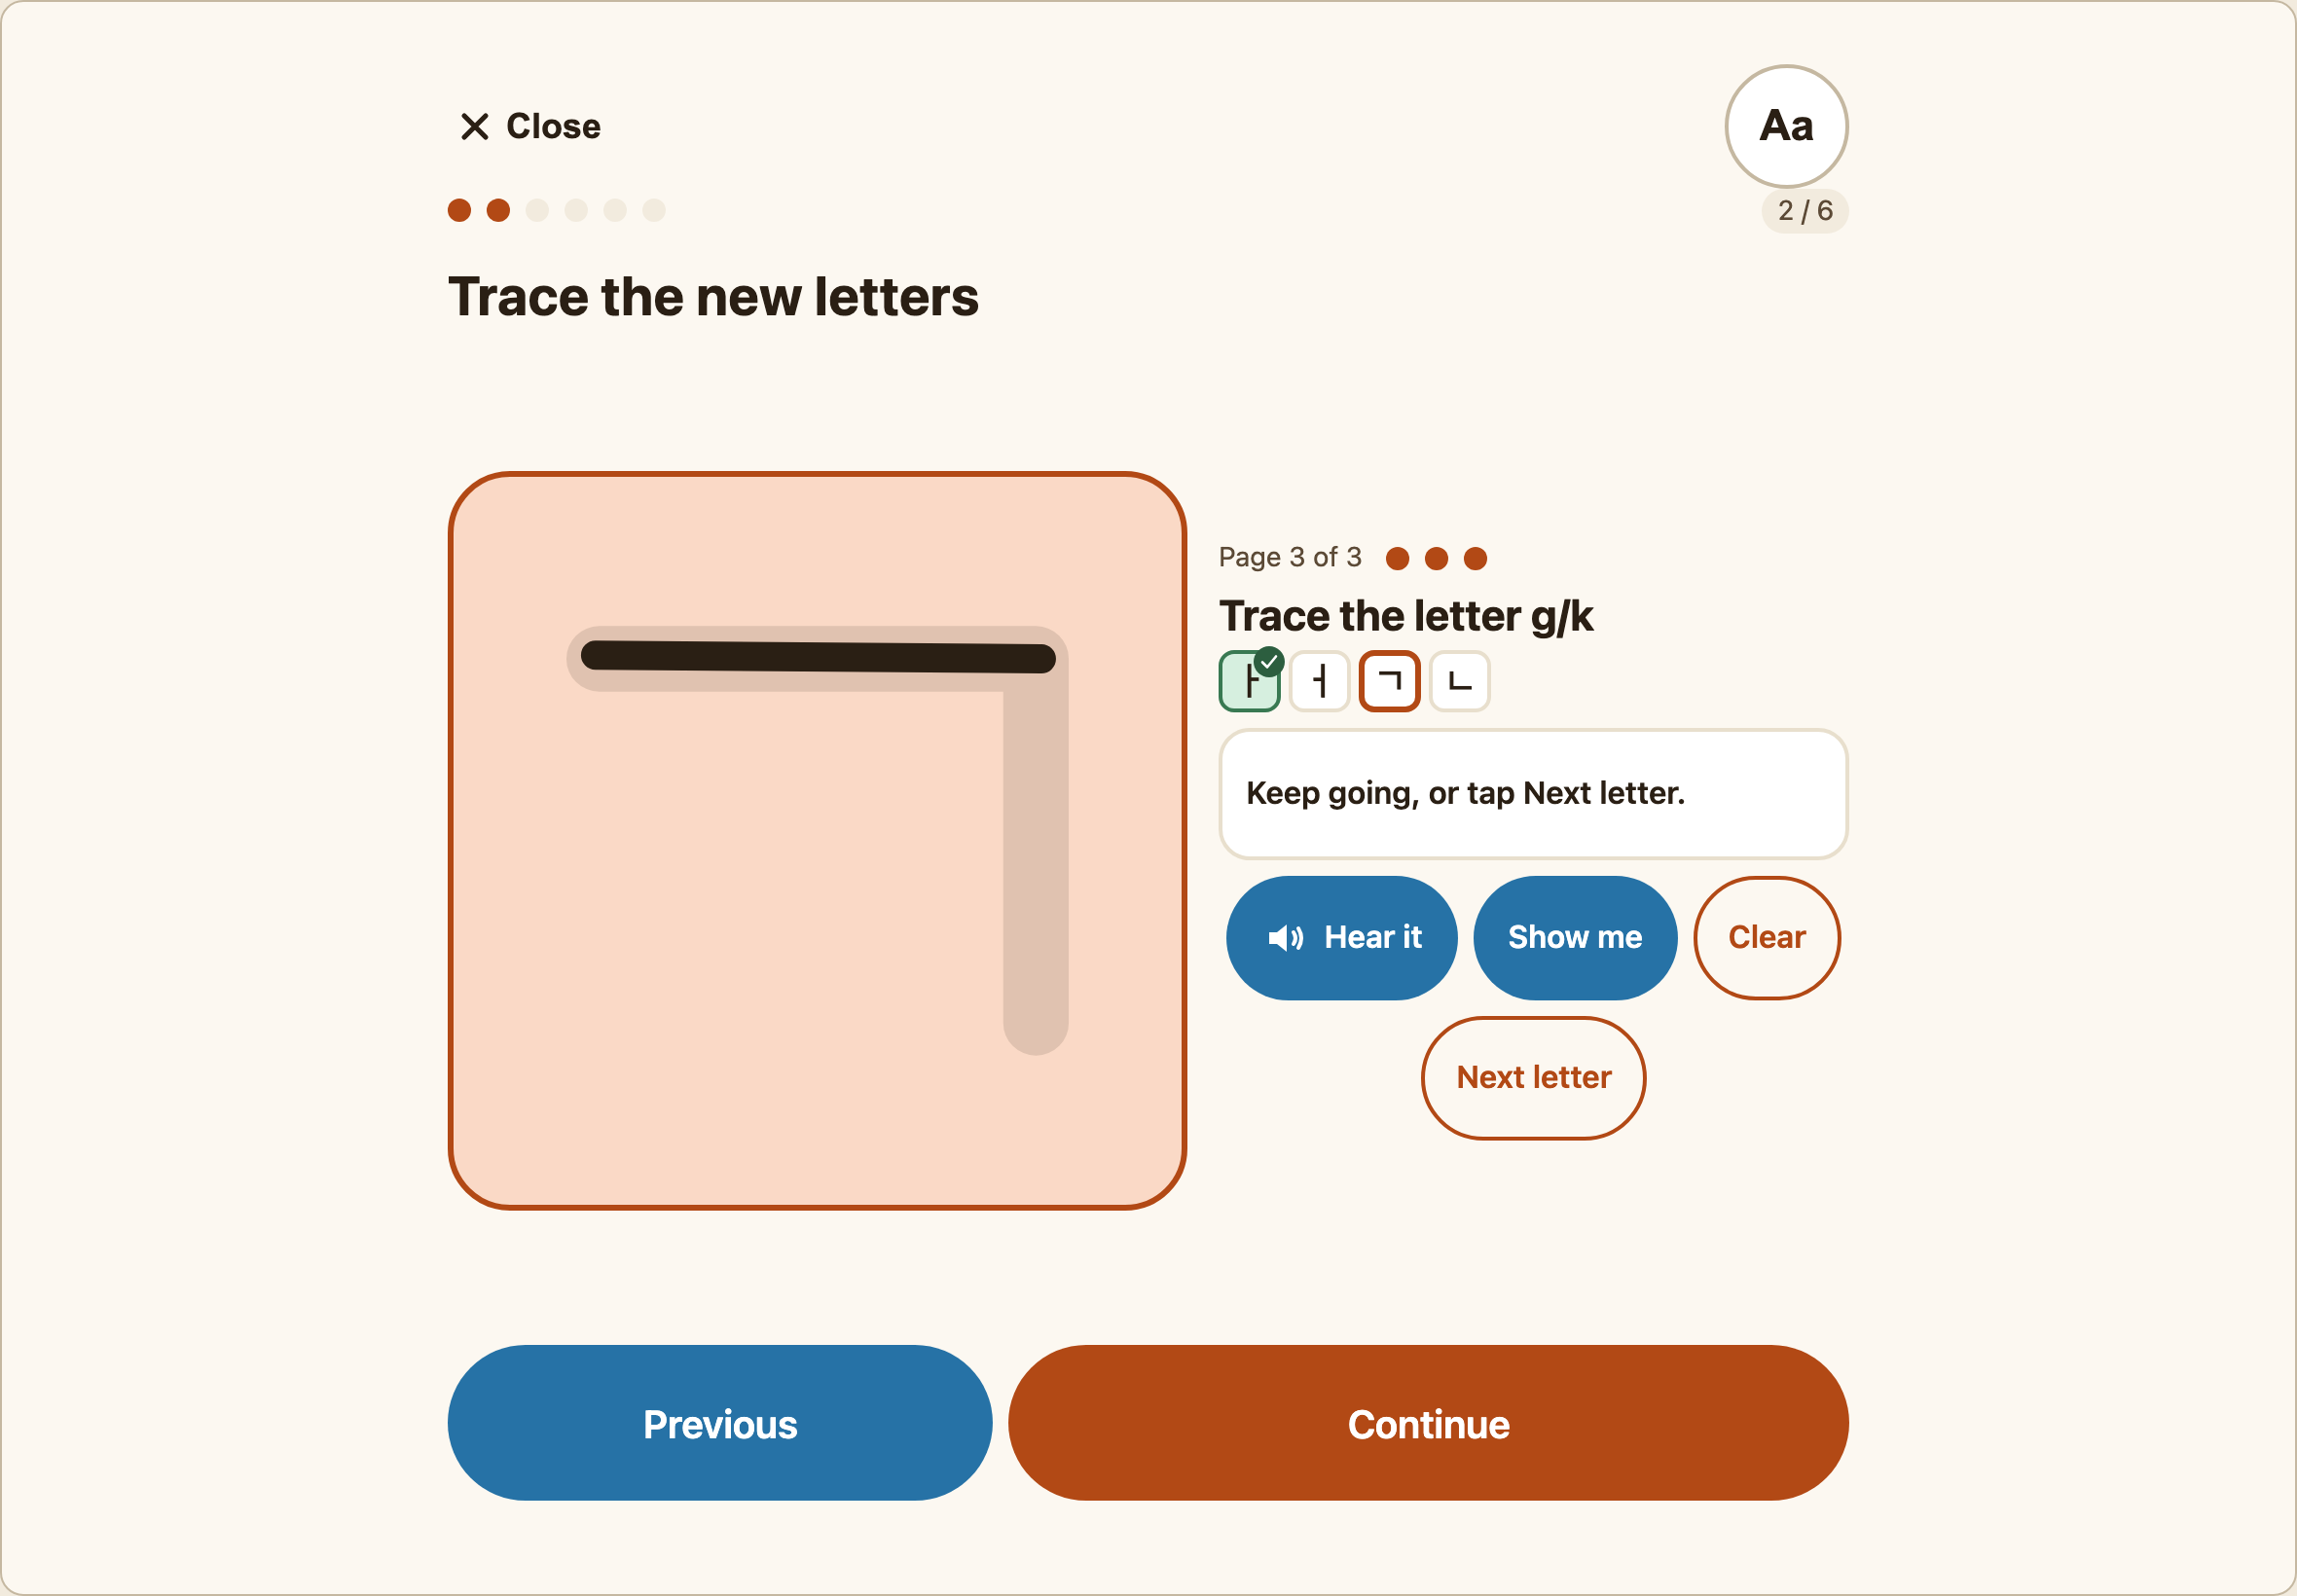 Close
Aa
2 / 6
Trace the new letters
Page 3 of 3
Trace the letter g/k
ㅏ ㅓ ㄱ ㄴ
Keep going, or tap Next letter.
Hear it
Show me
Clear
Next letter
Previous
Continue